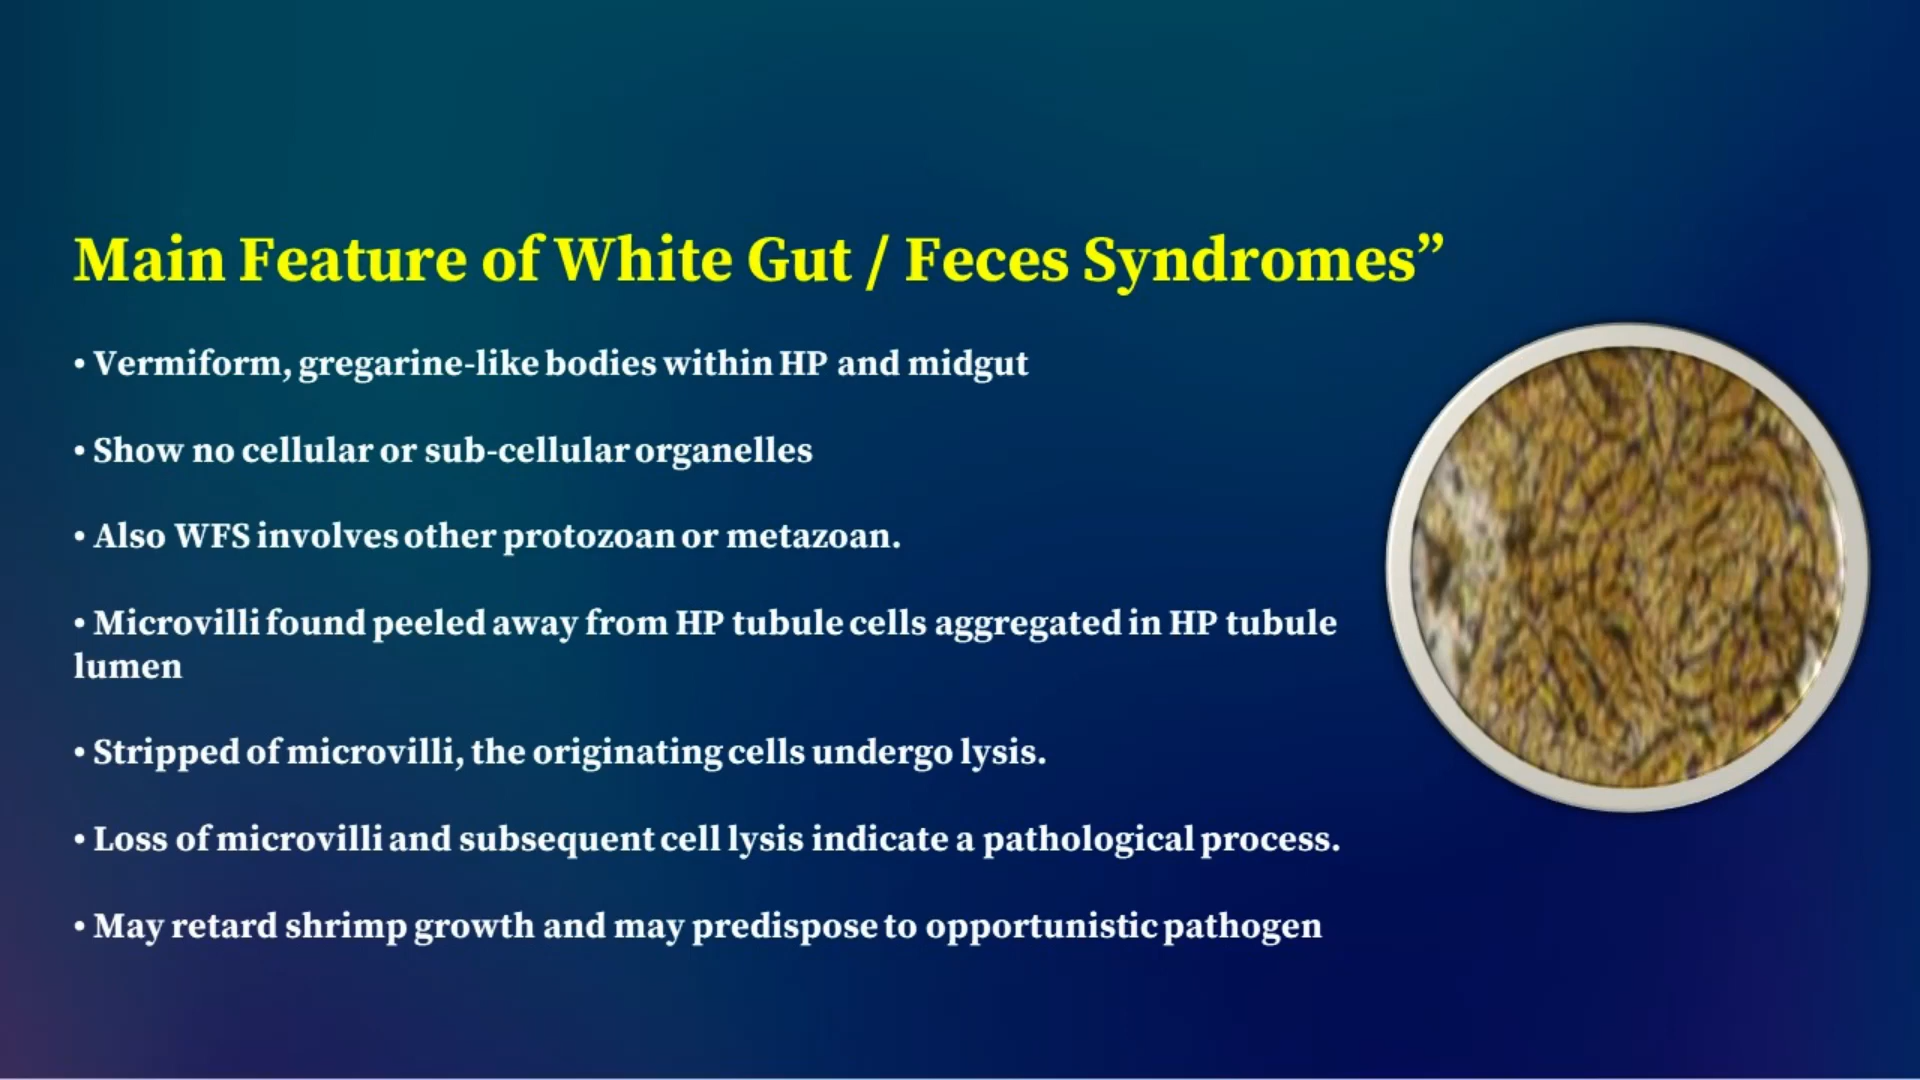 Main Feature of White Gut / Feces Syndromes”
• Vermiform, gregarine-like bodies within HP and midgut
• Show no cellular or sub-cellular organelles
• Also WFS involves other protozoan or metazoan.
• Microvilli found peeled away from HP tubule cells aggregated in HP tubule
lumen
• Stripped of microvilli, the originating cells undergo lysis.
• Loss of microvilli and subsequent cell lysis indicate a pathological process.
• May retard shrimp growth and may predispose to opportunistic pathogen